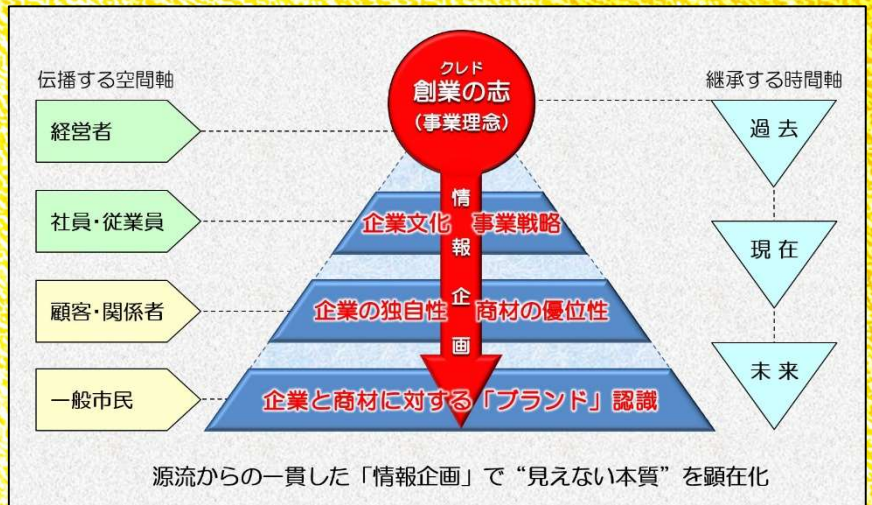 伝播する空間軸
継承する時間軸
クレド
創業の志
(事業理念)
経営者
過去
社員・従業員
企業文化 事業戦略
現在
顧客・関係者
企業の独自性 商材の優位性
一般市民
企業と商材に対する「ブランド」認識
未来
情報企画
源流からの一貫した「情報企画」で“見えない本質”を顕在化